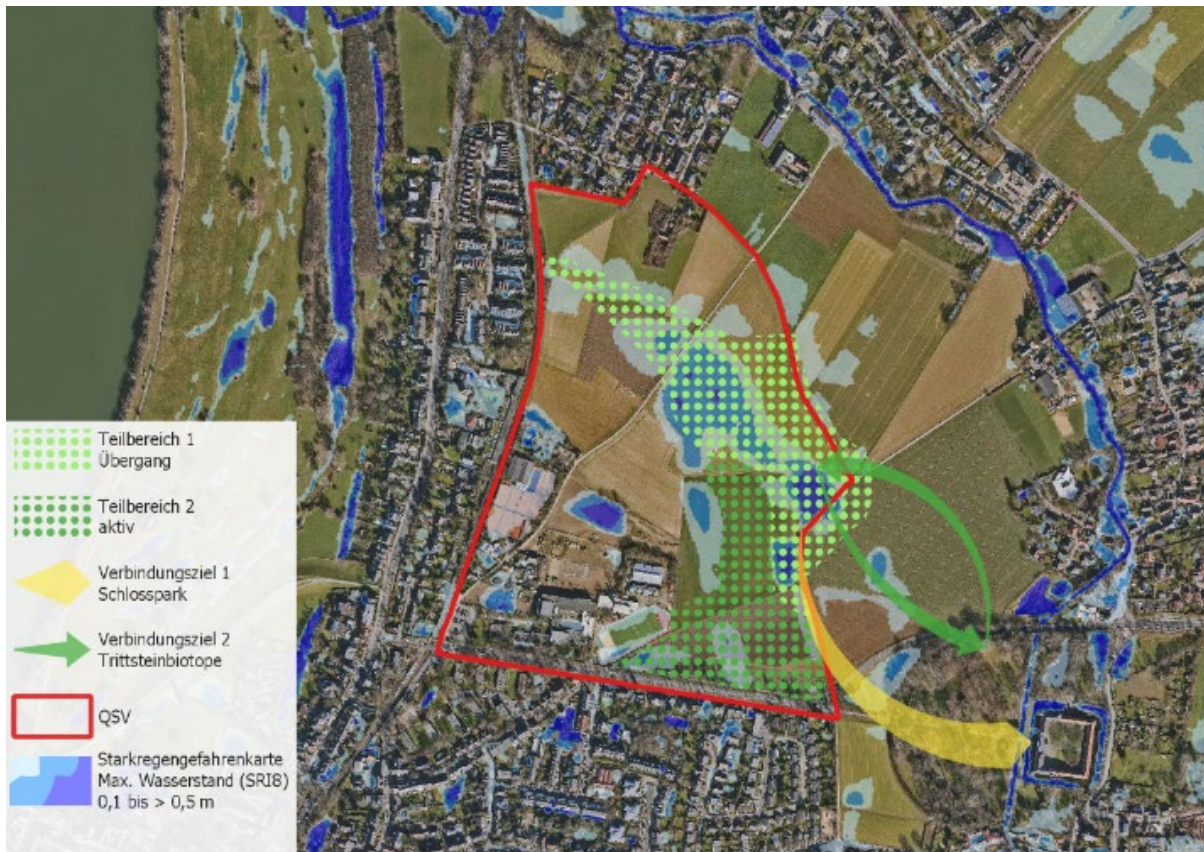 Teilbereich 1
Übergang
Teilbereich 2
aktiv
Verbindungsziel 1
Schlosspark
Verbindungsziel 2
Trittsteinbiotope
QSV
Starkregengefahrenkarte
Max. Wasserstand (SRI8)
0,1 bis > 0,5 m